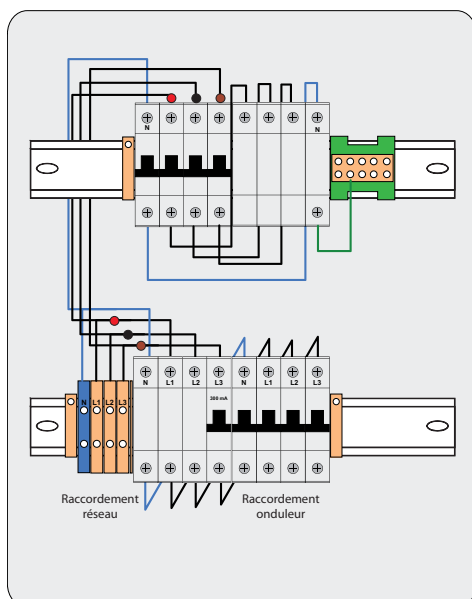 N
N
N L1 L2 L3 N L1 L2 L3
N L1 L2 L3
300 mA
Raccordement
réseau
Raccordement
onduleur